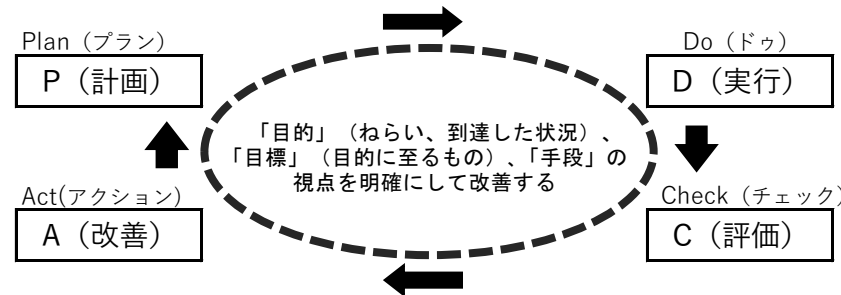 Plan（プラン）
P（計画）
Do（ドゥ）
D（実行）
「目的」（ねらい、到達した状況）、
「目標」（目的に至るもの）、「手段」の
視点を明確にして改善する
Act(アクション)
A（改善）
Check（チェック）
C（評価）